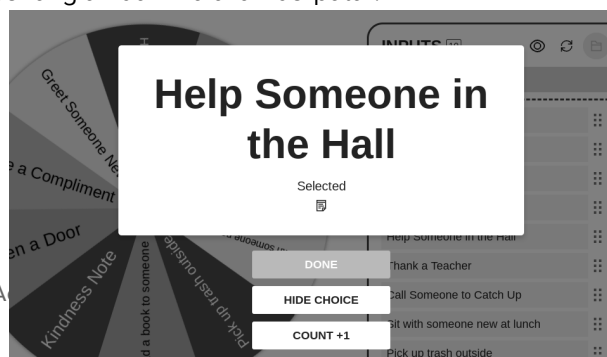 INPUTS
Help Someone in
the Hall
Selected
Greet Someone Ne
e a Compliment
en a Door
Kindness Note
d a book to someone
Pick up trash outside
Help Someone in the Hall
Thank a Teacher
Call Someone to Catch Up
Sit with someone new at lunch
Pick up trash outside
DONE
HIDE CHOICE
COUNT +1